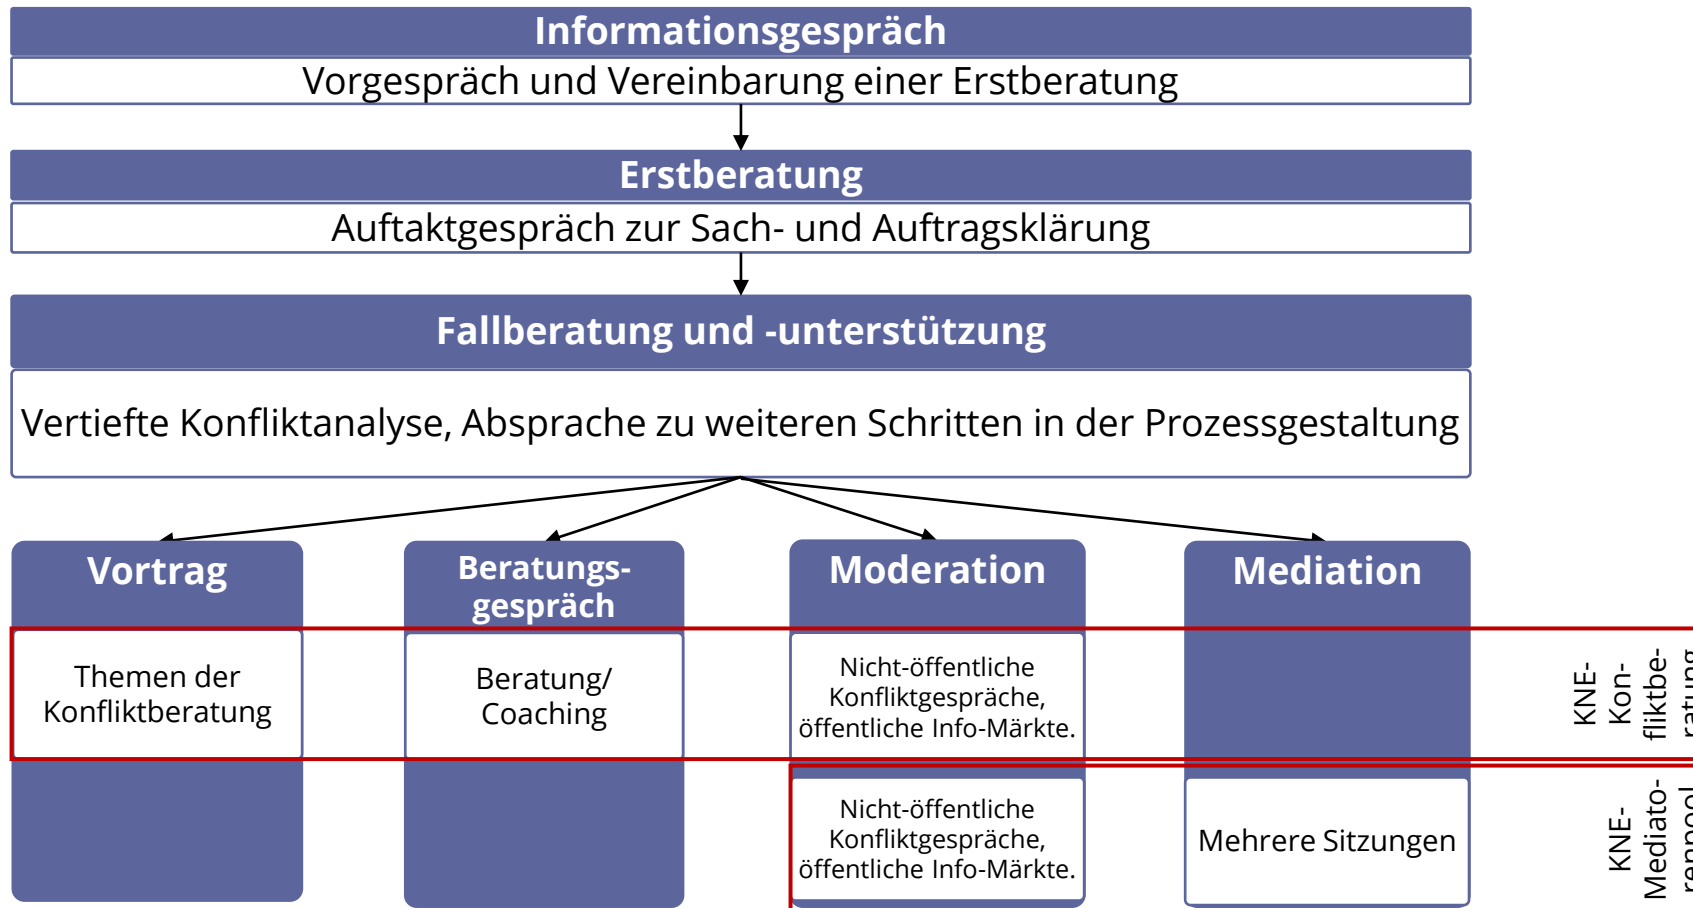 Informationsgespräch
Vorgespräch und Vereinbarung einer Erstberatung
Erstberatung
Auftaktgespräch zur Sach- und Auftragsklärung
Fallberatung und -unterstützung
Vertiefte Konfliktanalyse, Absprache zu weiteren Schritten in der Prozessgestaltung
Vortrag
Beratungs-
gespräch
Moderation
Mediation
Themen der
Konfliktberatung
Beratung/
Coaching
Nicht-öffentliche
Konfliktgespräche,
öffentliche Info-Märkte.
KNE-
Kon-
fliktbe-
ratung
Nicht-öffentliche
Konfliktgespräche,
öffentliche Info-Märkte.
Mehrere Sitzungen
KNE-
Mediato-
renpool